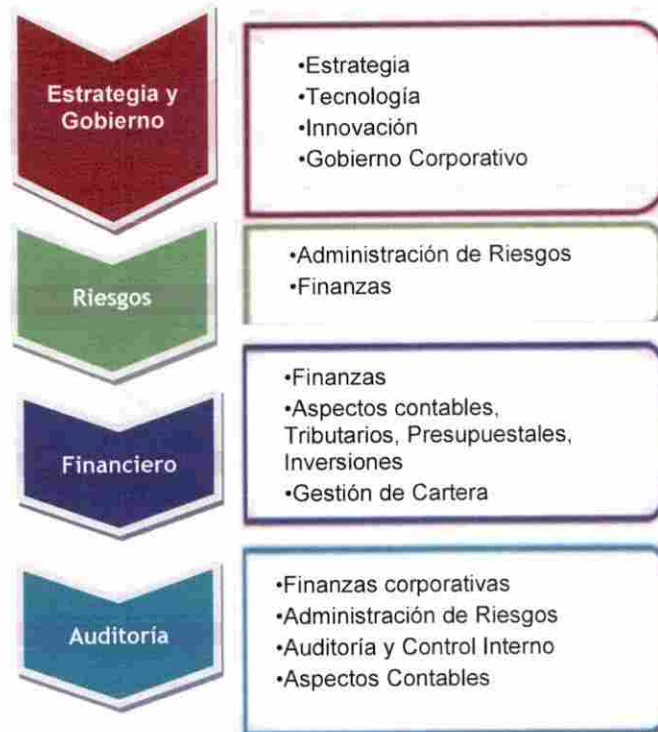 Estrategia y
Gobierno
•Estrategia
•Tecnología
•Innovación
•Gobierno Corporativo
Riesgos
•Administración de Riesgos
•Finanzas
Financiero
•Finanzas
•Aspectos contables,
Tributarios, Presupuestales,
Inversiones
•Gestión de Cartera
Auditoría
•Finanzas corporativas
•Administración de Riesgos
•Auditoría y Control Interno
•Aspectos Contables